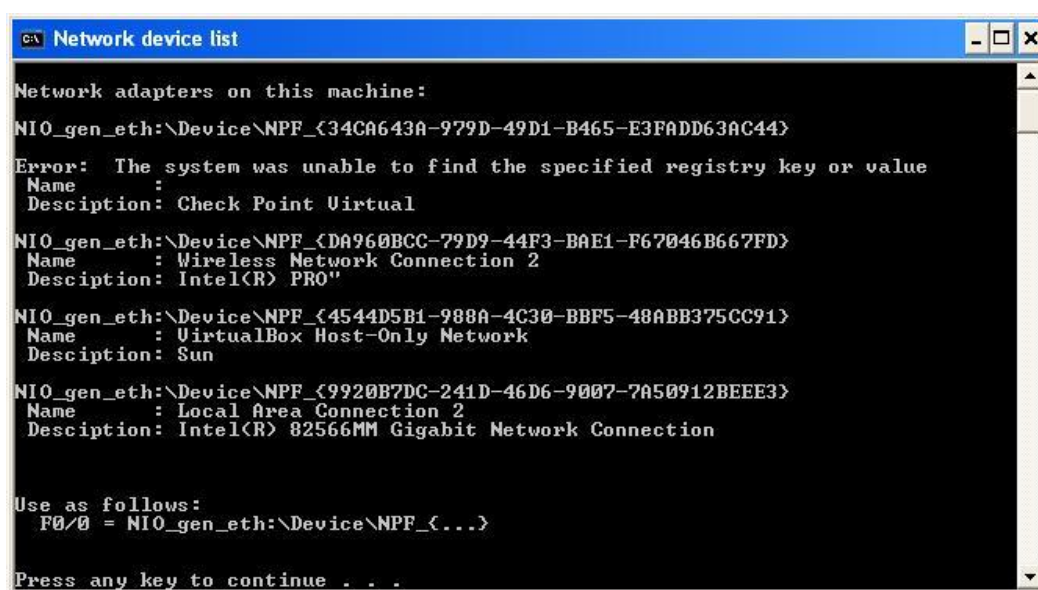 Network device list
Network adapters on this machine:
NIO_gen_eth:\Device\NPF_{34CA643A-979D-49D1-B465-E3FADD63AC44}
Error:  The system was unable to find the specified registry key or value
 Name       :
 Desciption: Check Point Virtual
NIO_gen_eth:\Device\NPF_{DA960BCC-79D9-44F3-BAE1-F67046B667FD}
 Name       : Wireless Network Connection 2
 Desciption: Intel(R) PRO"
NIO_gen_eth:\Device\NPF_{4544D5B1-988A-4C30-BBF5-48ABB375CC91}
 Name       : VirtualBox Host-Only Network
 Desciption: Sun
NIO_gen_eth:\Device\NPF_{9920B7DC-241D-46D6-9007-7A50912BEEE3}
 Name       : Local Area Connection 2
 Desciption: Intel(R) 82566MM Gigabit Network Connection
Use as follows:
  F0/0 = NIO_gen_eth:\Device\NPF_{...}
Press any key to continue . . .